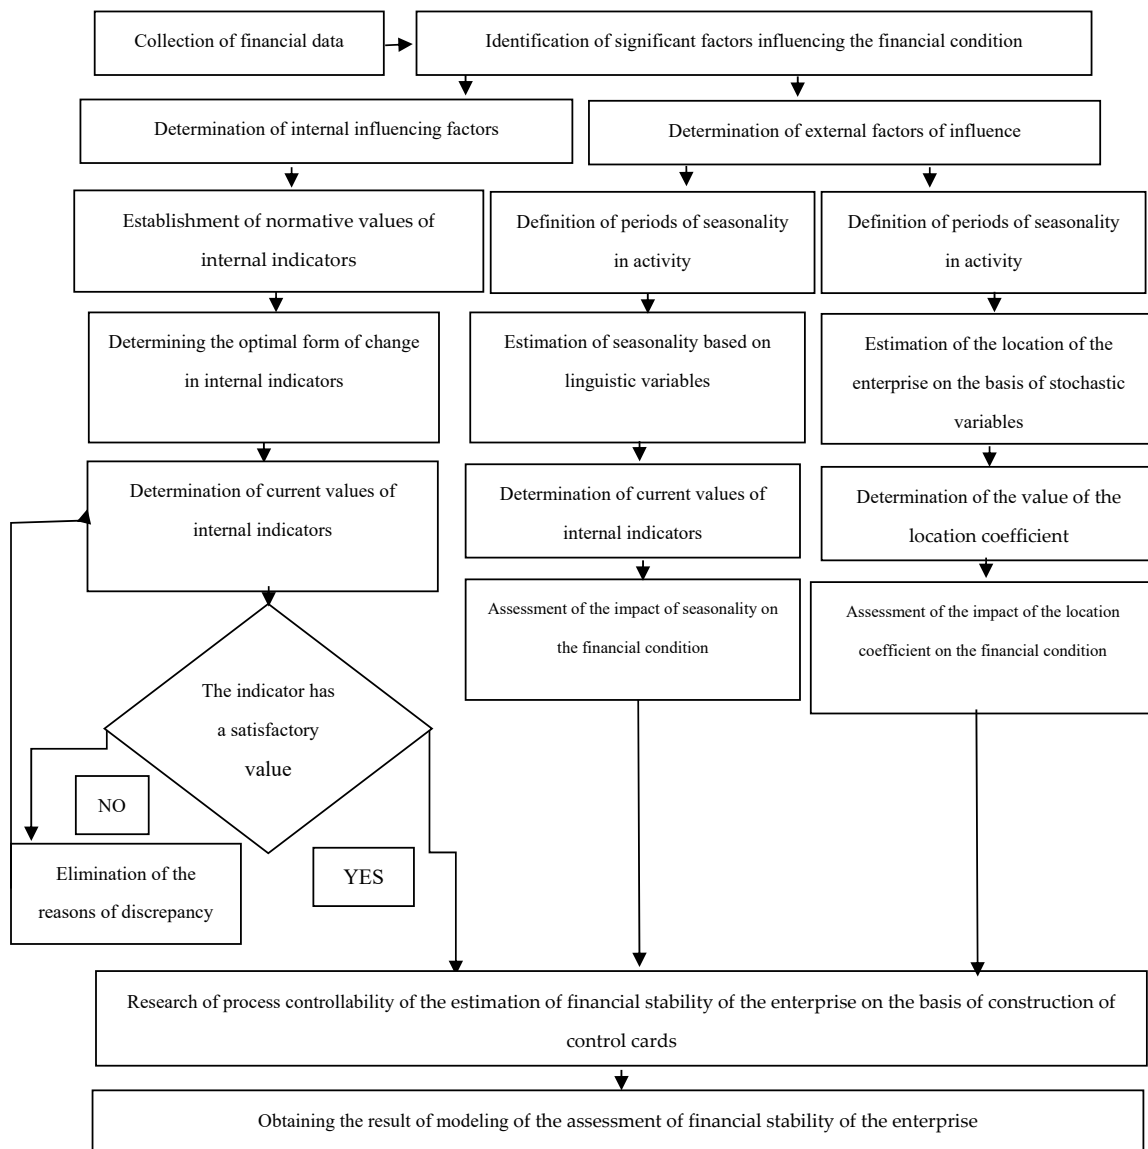 Collection of financial data
Identification of significant factors influencing the financial condition
Determination of internal influencing factors
Determination of external factors of influence
Establishment of normative values of
internal indicators
Definition of periods of seasonality
in activity
Definition of periods of seasonality
in activity
Determining the optimal form of change
in internal indicators
Estimation of seasonality based on
linguistic variables
Estimation of the location of the
enterprise on the basis of stochastic
variables
Determination of current values of
internal indicators
Determination of current values of
internal indicators
Determination of the value of the
location coefficient
Assessment of the impact of seasonality on
the financial condition
Assessment of the impact of the location
coefficient on the financial condition
The indicator has
a satisfactory
value
NO
YES
Elimination of the
reasons of discrepancy
Research of process controllability of the estimation of financial stability of the enterprise on the basis of construction of
control cards
Obtaining the result of modeling of the assessment of financial stability of the enterprise